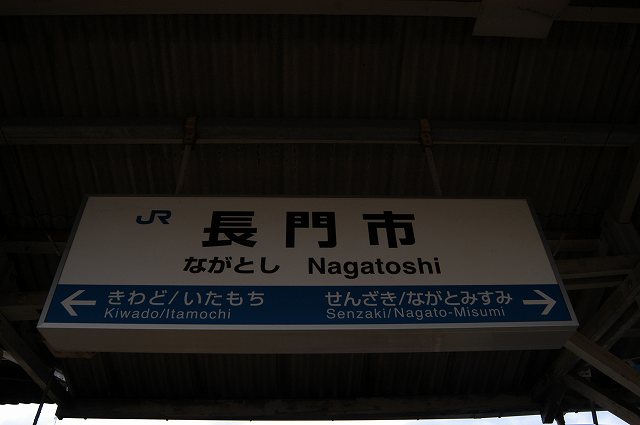 JR 長門市
ながとし Nagatoshi
← きわど/いたもち せんざき/ながとみすみ →
Kiwado/Itamochi Senzaki/Nagato-Misumi